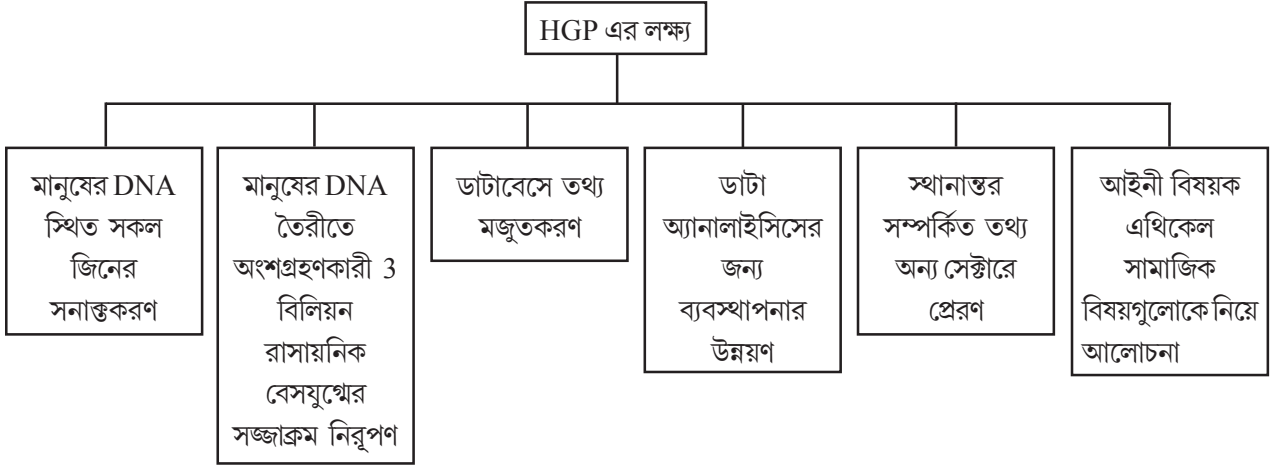 HGP এর লক্ষ্য
মানুষের DNA
স্থিত সকল
জিনের
সনাক্তকরণ
মানুষের DNA
তৈরীতে
অংশগ্রহণকারী 3
বিলিয়ন
রাসায়নিক
বেসযুগ্মের
সজ্জাক্রম নিরূপণ
ডাটাবেসে তথ্য
মজুতকরণ
ডাটা
অ্যানালাইসিসের
জন্য
ব্যবস্থাপনার
উন্নয়ণ
স্থানান্তর
সম্পর্কিত তথ্য
অন্য সেক্টারে
প্রেরণ
আইনী বিষয়ক
এথিকেল
সামাজিক
বিষয়গুলোকে নিয়ে
আলোচনা